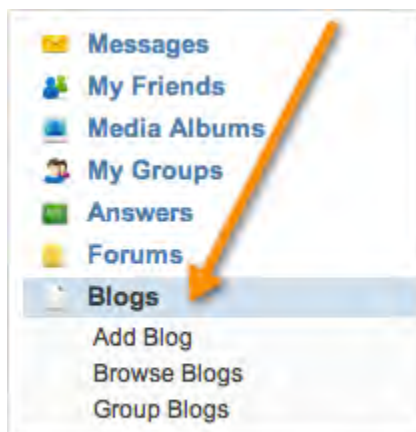 Messages
My Friends
Media Albums
My Groups
Answers
Forums
Blogs
Add Blog
Browse Blogs
Group Blogs